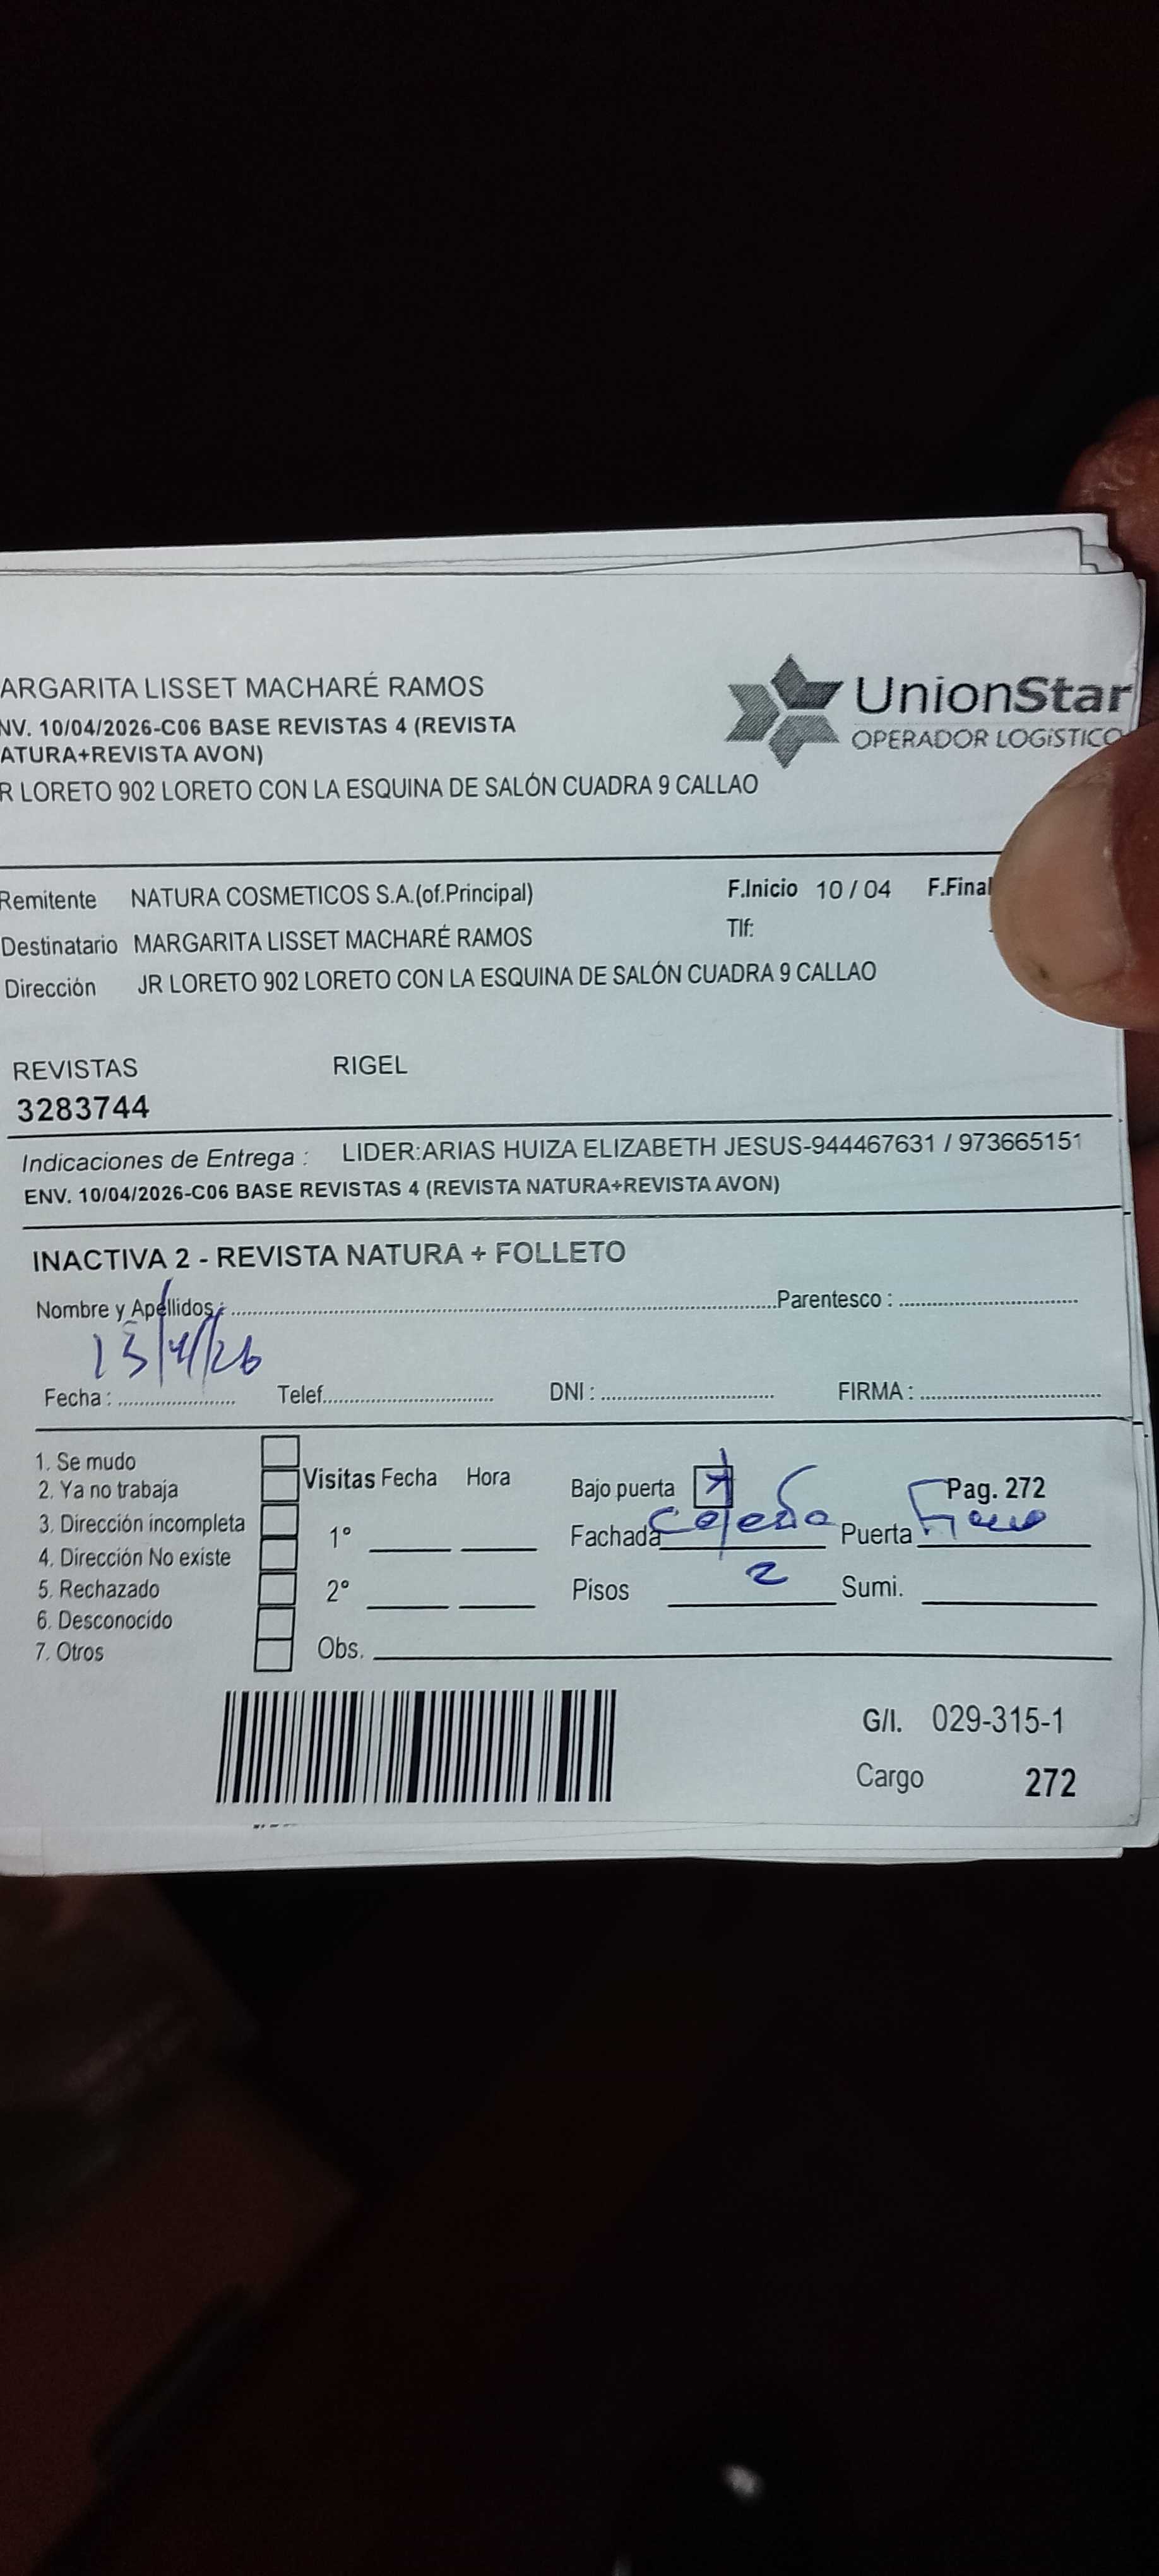 ARGARITA LISSET MACHARÉ RAMOS
NV. 10/04/2026-C06 BASE REVISTAS 4 (REVISTA
ATURA+REVISTA AVON)
R LORETO 902 LORETO CON LA ESQUINA DE SALÓN CUADRA 9 CALLAO
UnionStar
OPERADOR LOGíSTICO
Remitente NATURA COSMETICOS S.A.(of.Principal) F.Inicio 10 / 04 F.Final
Destinatario MARGARITA LISSET MACHARÉ RAMOS Tlf:
Dirección JR LORETO 902 LORETO CON LA ESQUINA DE SALÓN CUADRA 9 CALLAO
REVISTAS RIGEL
3283744
Indicaciones de Entrega : LIDER:ARIAS HUIZA ELIZABETH JESUS-944467631 / 973665151
ENV. 10/04/2026-C06 BASE REVISTAS 4 (REVISTA NATURA+REVISTA AVON)
INACTIVA 2 - REVISTA NATURA + FOLLETO
Nombre y Apellidos : Parentesco :
13/4/26
Fecha : Telef. DNI : FIRMA :
1. Se mudo
2. Ya no trabaja
3. Dirección incompleta
4. Dirección No existe
5. Rechazado
6. Desconocido
7. Otros
Visitas Fecha Hora
1°
2°
Obs.
Bajo puerta Pag. 272
Fachada Puerta
Pisos 2 Sumi.
G/I. 029-315-1
Cargo 272